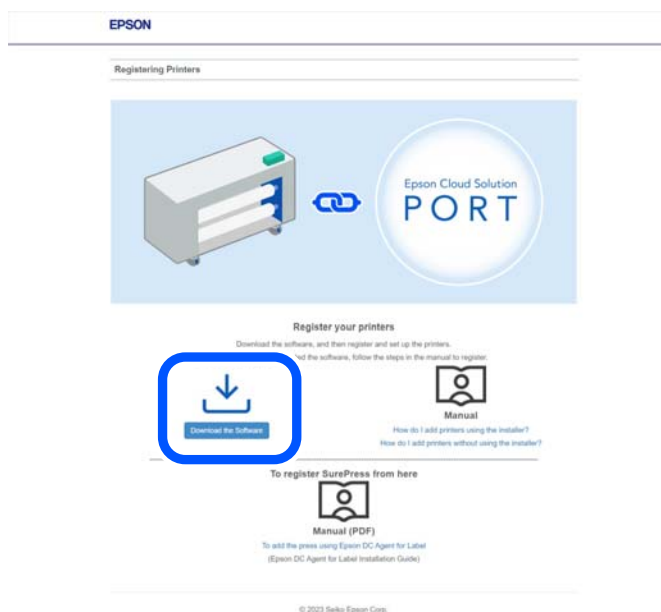 EPSON
Registering Printers
Epson Cloud Solution
PORT
Register your printers
Download the software, and then register and set up the printers.
the software, follow the steps in the manual to register.
Download the Software
Manual
How do I add printers using the installer?
How do I add printers without using the installer?
To register SurePress from here
Manual (PDF)
To add the press using Epson DC Agent for Label
(Epson DC Agent for Label Installation Guide)
© 2023 Seiko Epson Corp.